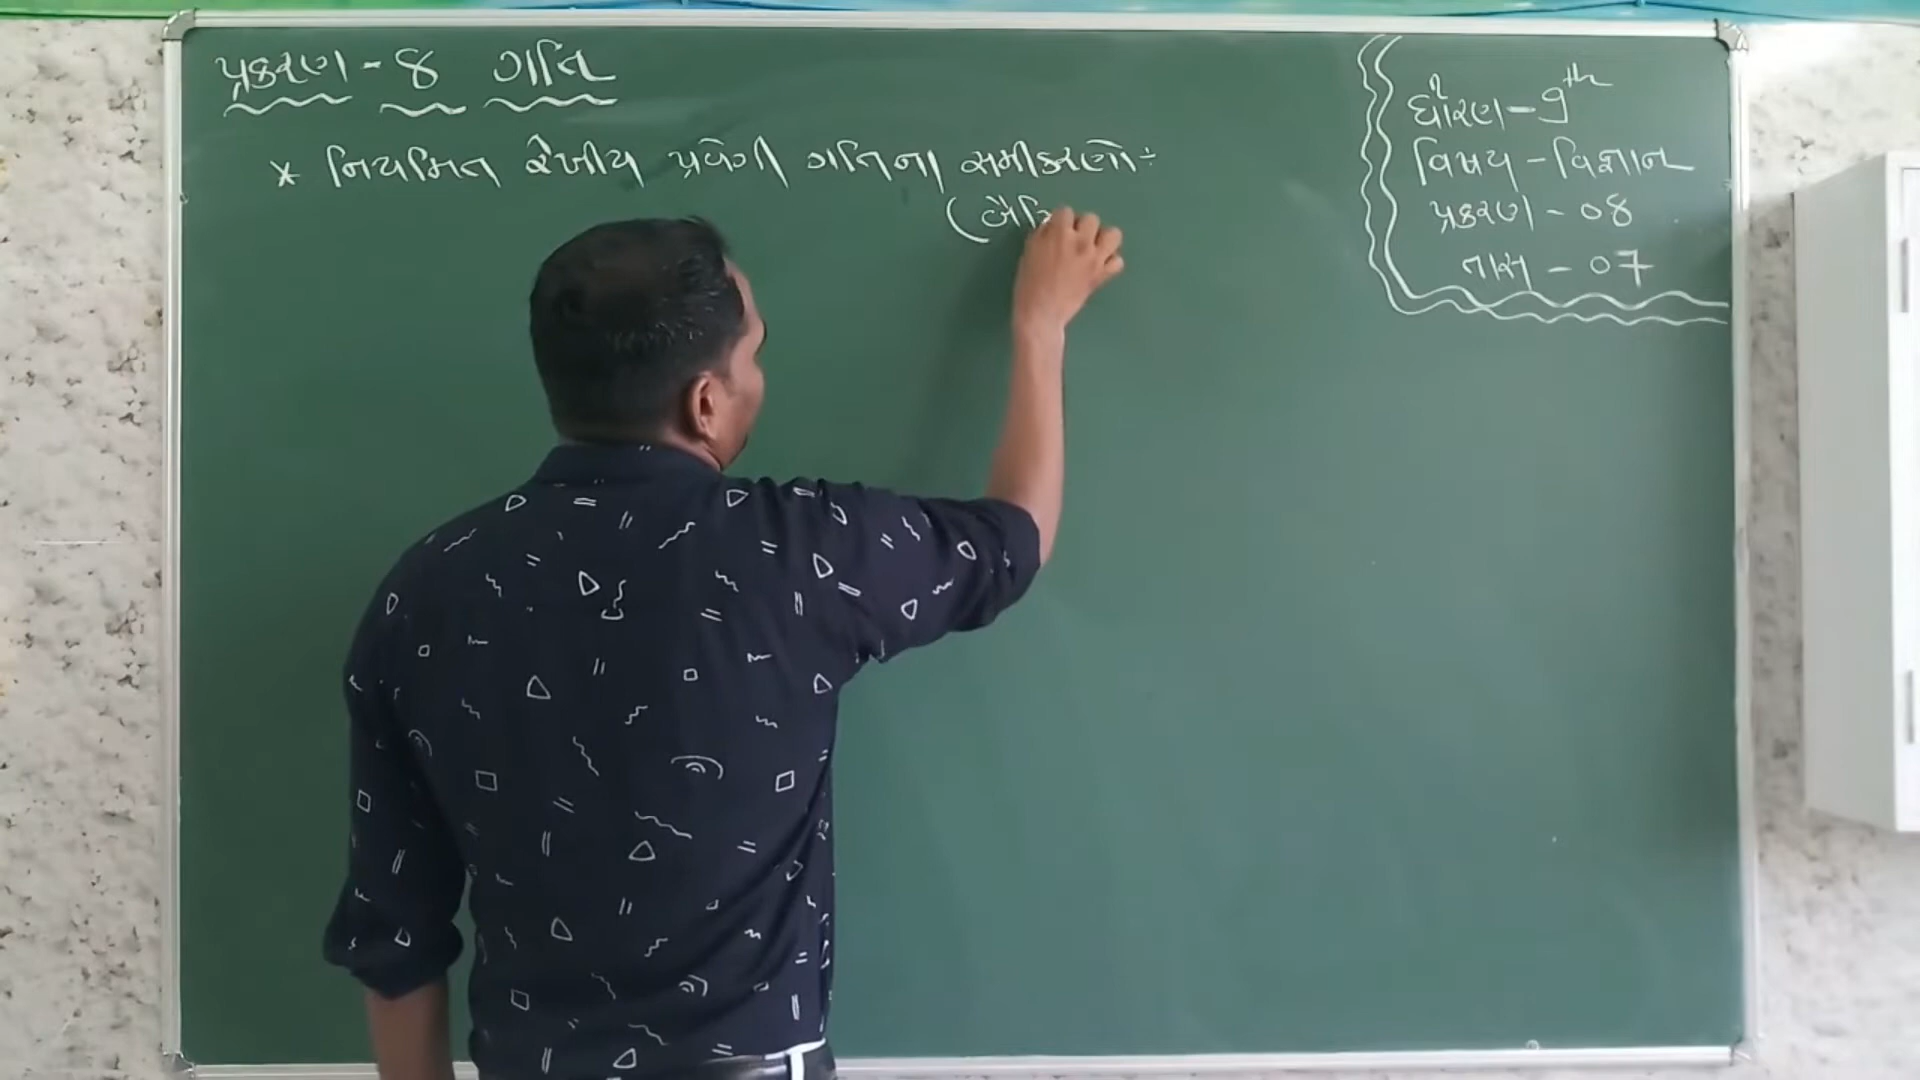 પ્રકરણ - 8 ગતિ
* નિયમિત રેખીય પ્રવેગી ગતિના સમીકરણો ÷
(બૈજિ
ધોરણ - 9th
વિષય - વિજ્ઞાન
પ્રકરણ - 08
તાસ - 07